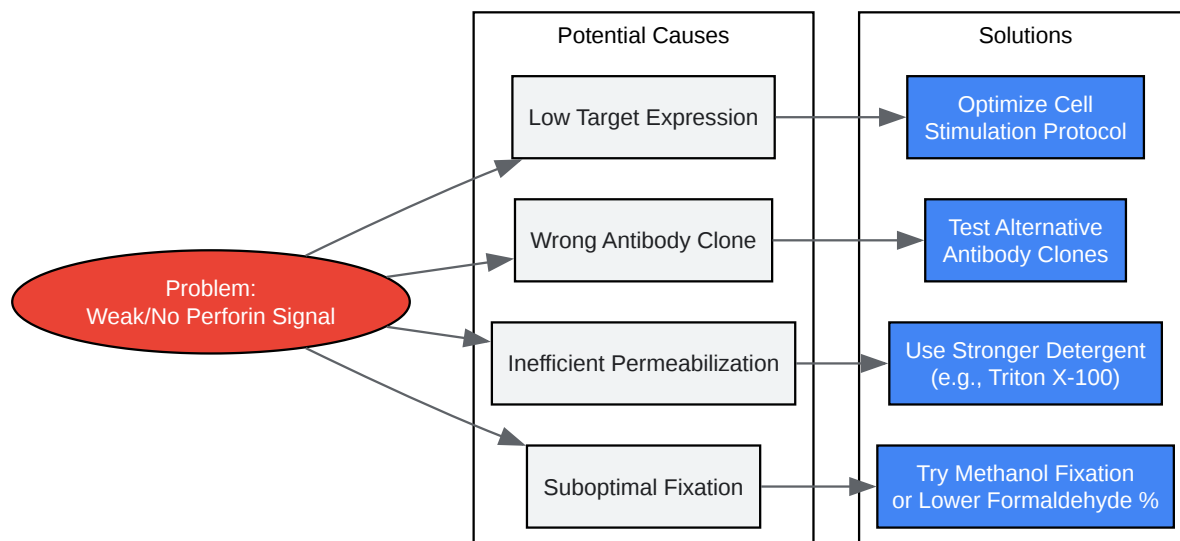 Potential Causes
Solutions
Problem:
Weak/No Perforin Signal
Low Target Expression
Optimize Cell
Stimulation Protocol
Wrong Antibody Clone
Test Alternative
Antibody Clones
Inefficient Permeabilization
Use Stronger Detergent
(e.g., Triton X-100)
Suboptimal Fixation
Try Methanol Fixation
or Lower Formaldehyde %